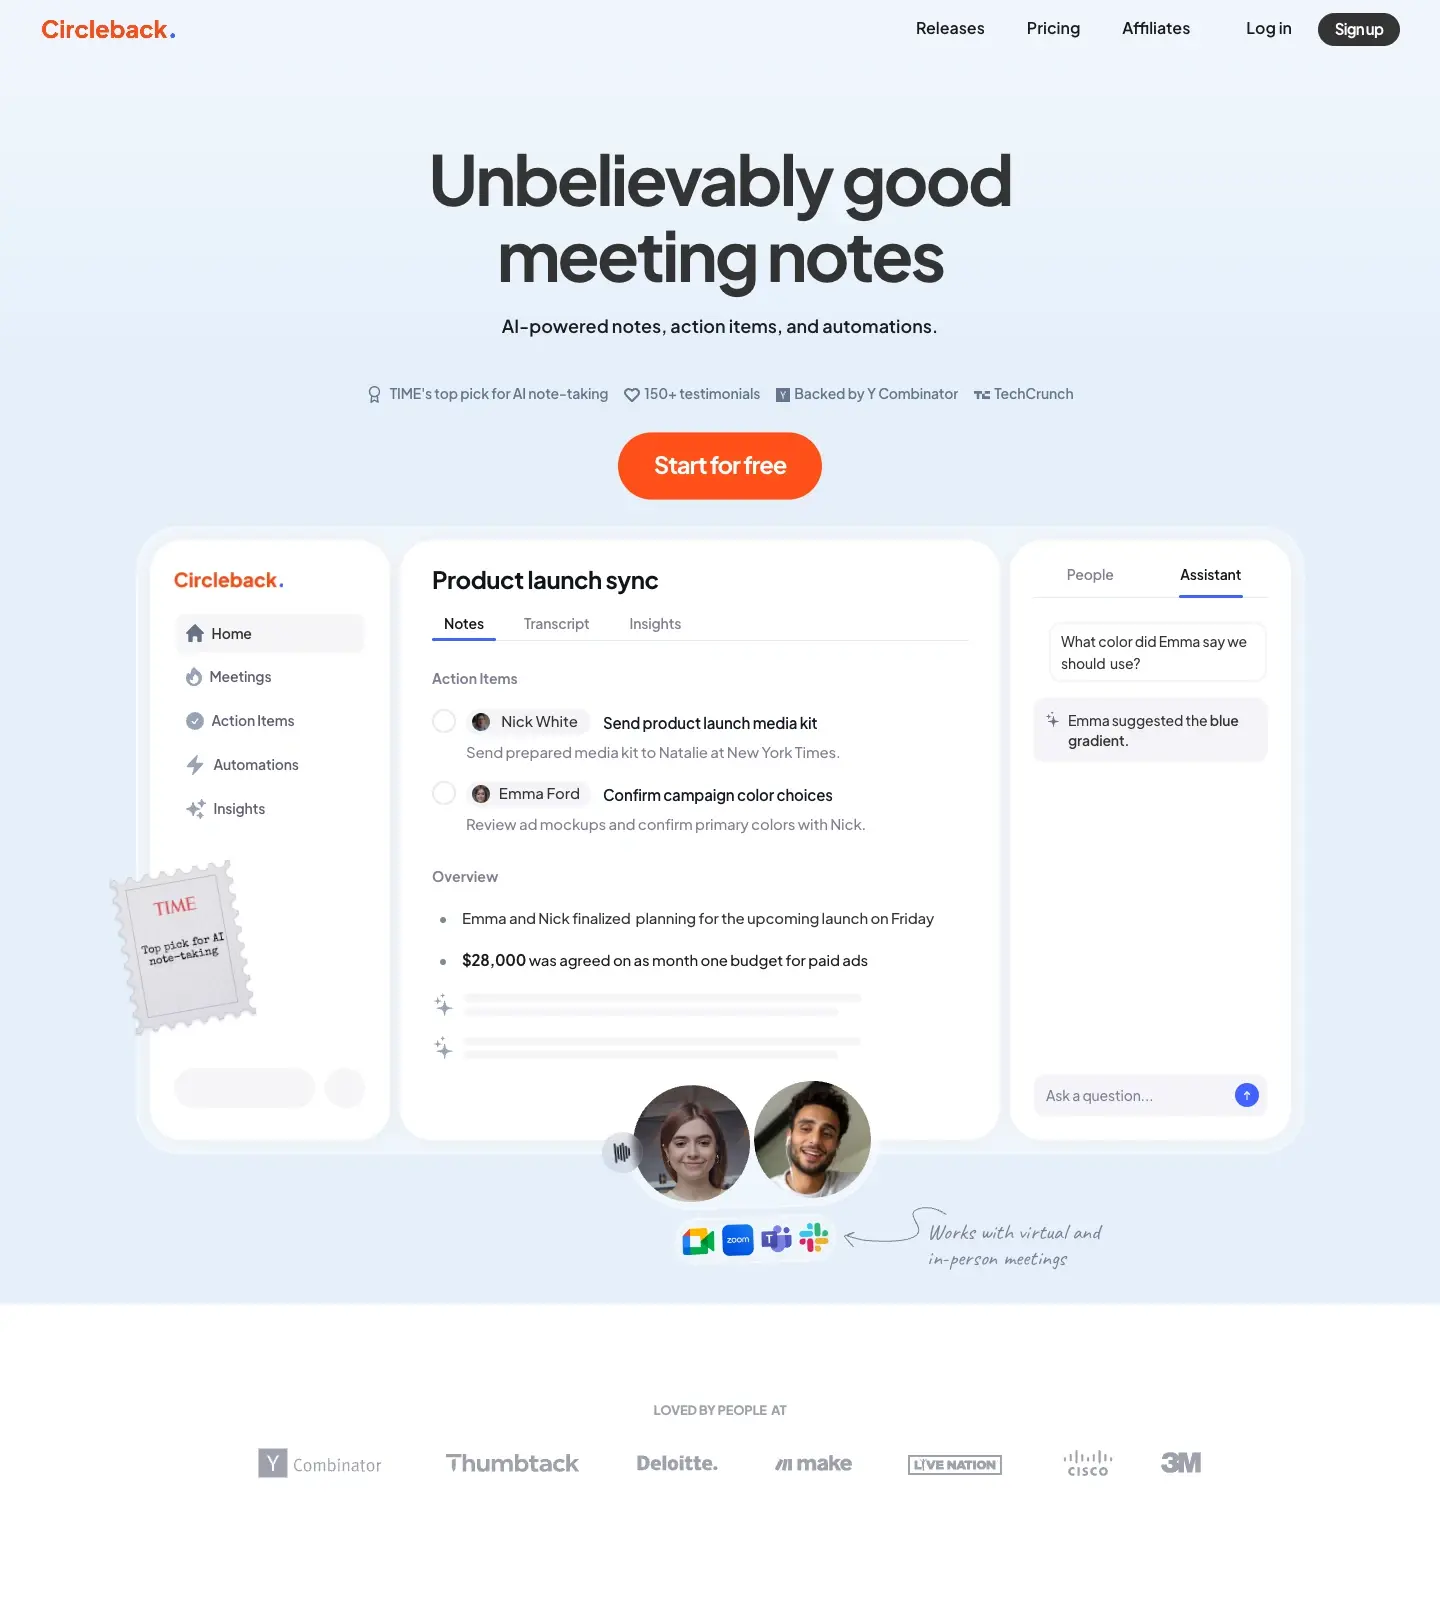 Circleback.
Releases
Pricing
Affiliates
Log in
Sign up
Unbelievably good
meeting notes
AI-powered notes, action items, and automations.
TIME's top pick for AI note-taking
150+ testimonials
Y
Backed by Y Combinator
TechCrunch
Start for free
Circleback.
Home
Meetings
Action Items
Automations
Insights
TIME
Top pick for AI
note-taking
Product launch sync
Notes
Transcript
Insights
Action Items
Nick White
Send product launch media kit
Send prepared media kit to Natalie at New York Times.
Emma Ford
Confirm campaign color choices
Review ad mockups and confirm primary colors with Nick.
Overview
Emma and Nick finalized planning for the upcoming launch on Friday
$28,000 was agreed on as month one budget for paid ads
People
Assistant
What color did Emma say we
should use?
Emma suggested the blue
gradient.
Ask a question...
zoom
T
Works with virtual and
in-person meetings
LOVED BY PEOPLE AT
Y Combinator
Thumbtack
Deloitte.
make
LIVE NATION
CISCO
3M